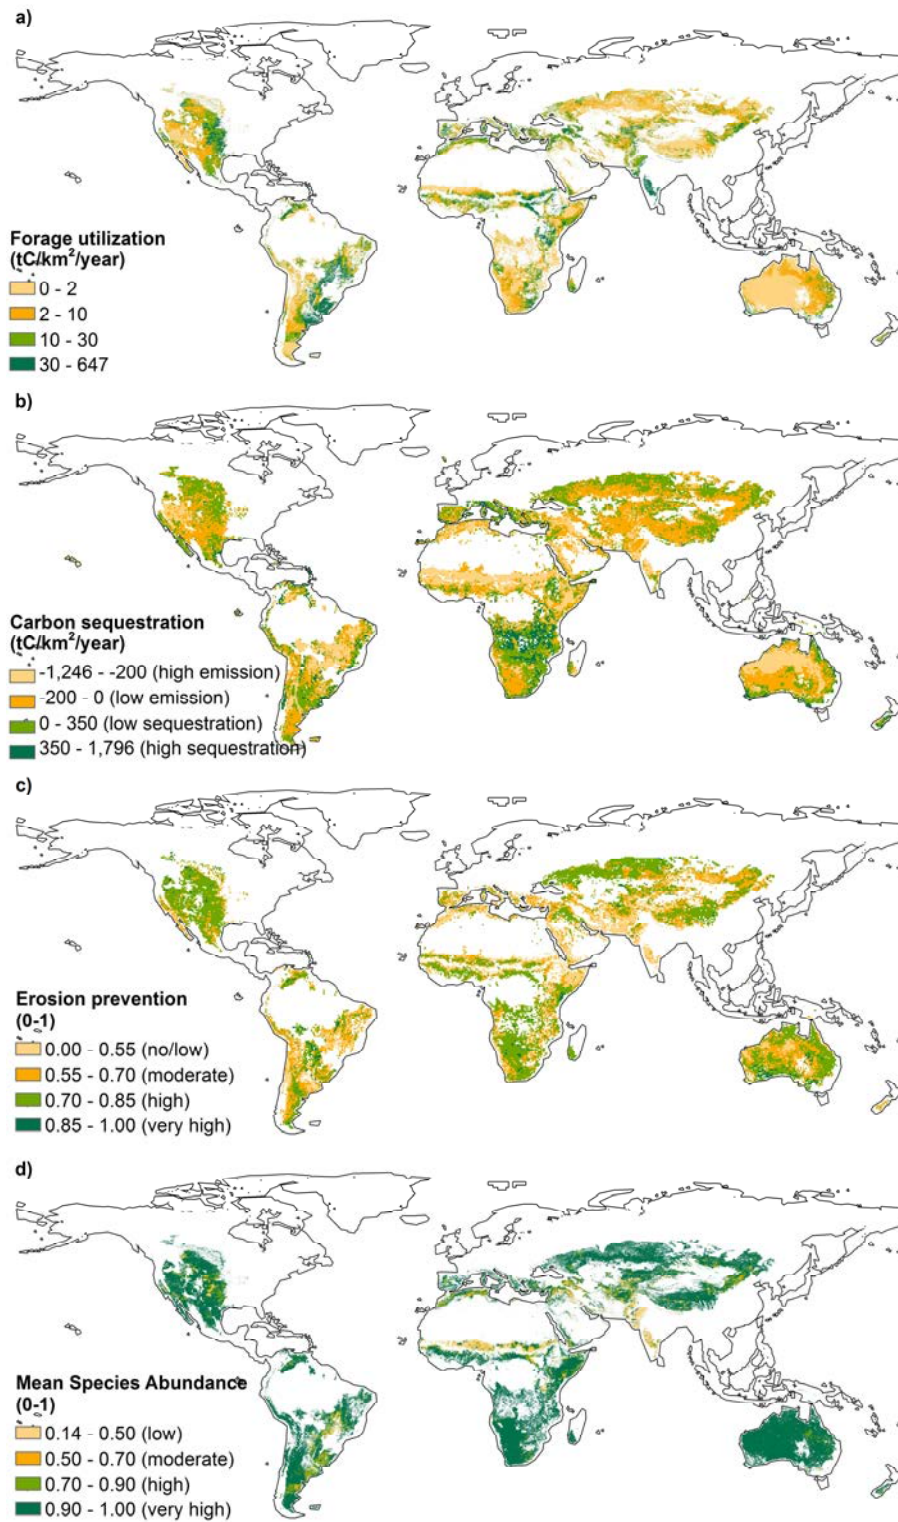 a)
Forage utilization
(tC/km²/year)
0 - 2
2 - 10
10 - 30
30 - 647
b)
Carbon sequestration
(tC/km²/year)
-1,246 - -200 (high emission)
-200 - 0 (low emission)
0 - 350 (low sequestration)
350 - 1,796 (high sequestration)
c)
Erosion prevention
(0-1)
0.00 - 0.55 (no/low)
0.55 - 0.70 (moderate)
0.70 - 0.85 (high)
0.85 - 1.00 (very high)
d)
Mean Species Abundance
(0-1)
0.14 - 0.50 (low)
0.50 - 0.70 (moderate)
0.70 - 0.90 (high)
0.90 - 1.00 (very high)